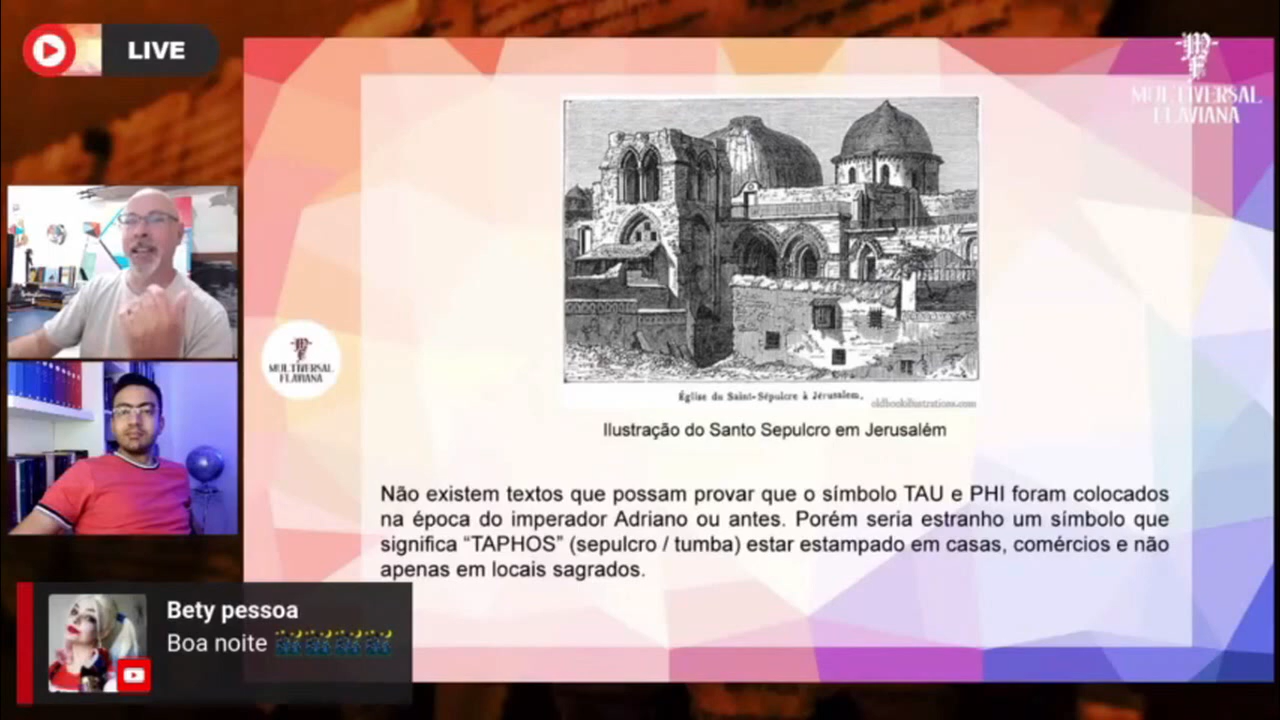 LIVE
MULTIVERSAL
FLAVIANA
Église du Saint-Sépulcre à Jérusalem.
oldbookillustrations.com
Ilustração do Santo Sepulcro em Jerusalém
MULTIVERSAL
FLAVIANA
Não existem textos que possam provar que o símbolo TAU e PHI foram colocados
na época do imperador Adriano ou antes. Porém seria estranho um símbolo que
significa “TAPHOS” (sepulcro / tumba) estar estampado em casas, comércios e não
apenas em locais sagrados.
Bety pessoa
Boa noite